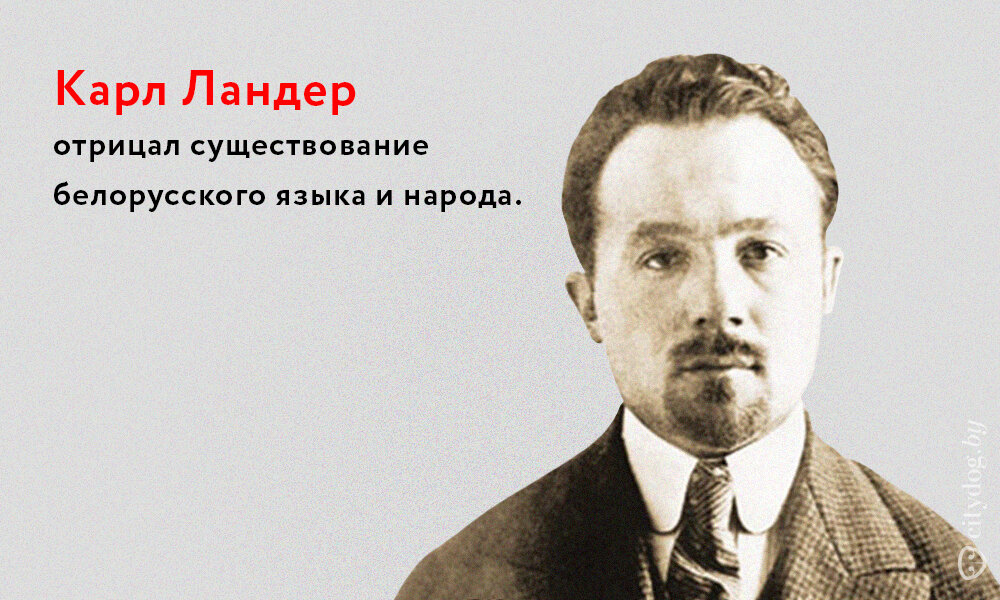 Карл Ландер
отрицал существование
белорусского языка и народа.
citydog.by